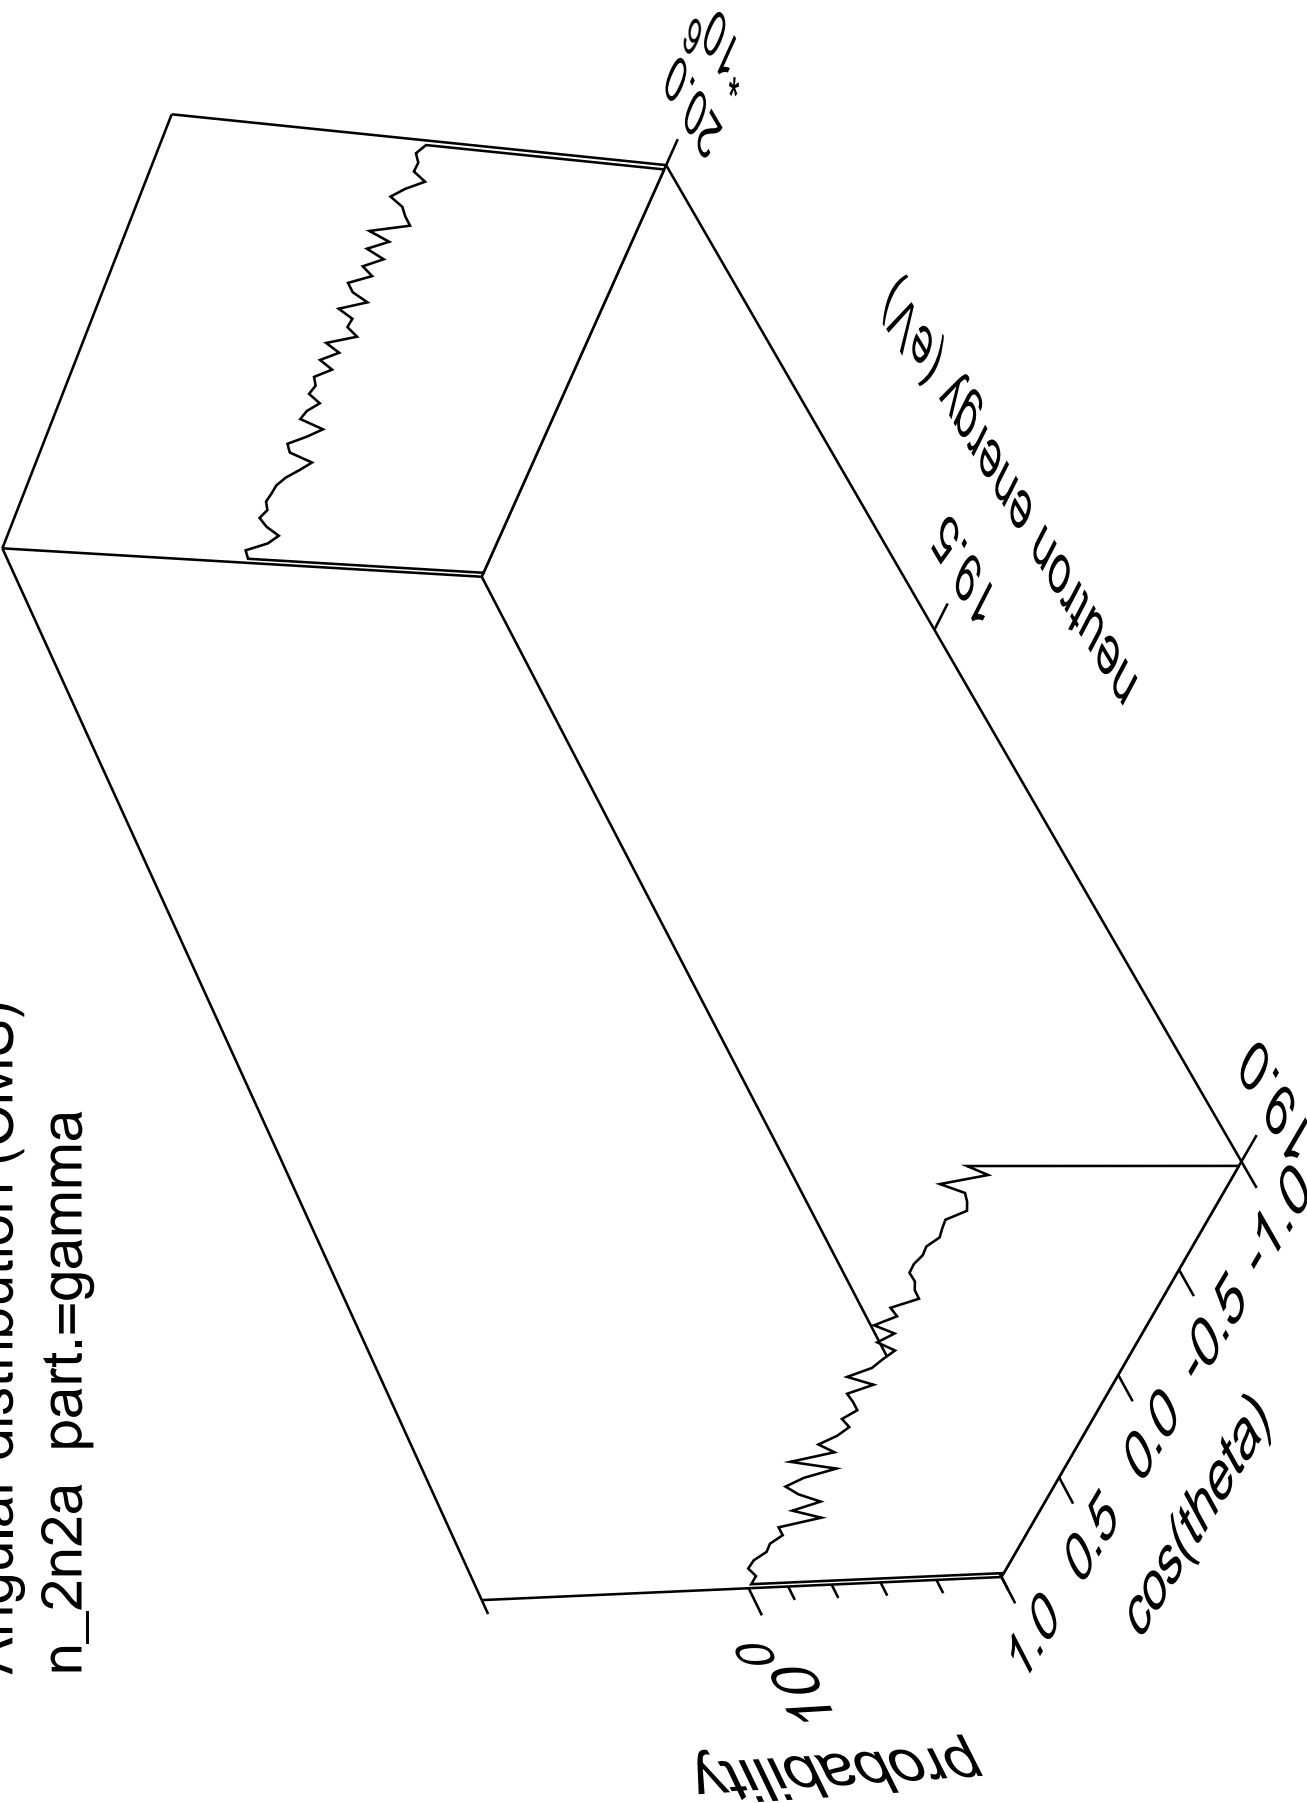 Angular distribution (CMS)
n_2n2a part.=gamma
probability
10^0
1.0
0.5
0.0
-0.5
-1.0
cos(theta)
19.0
19.5
20.0
*10^6
neutron energy (eV)